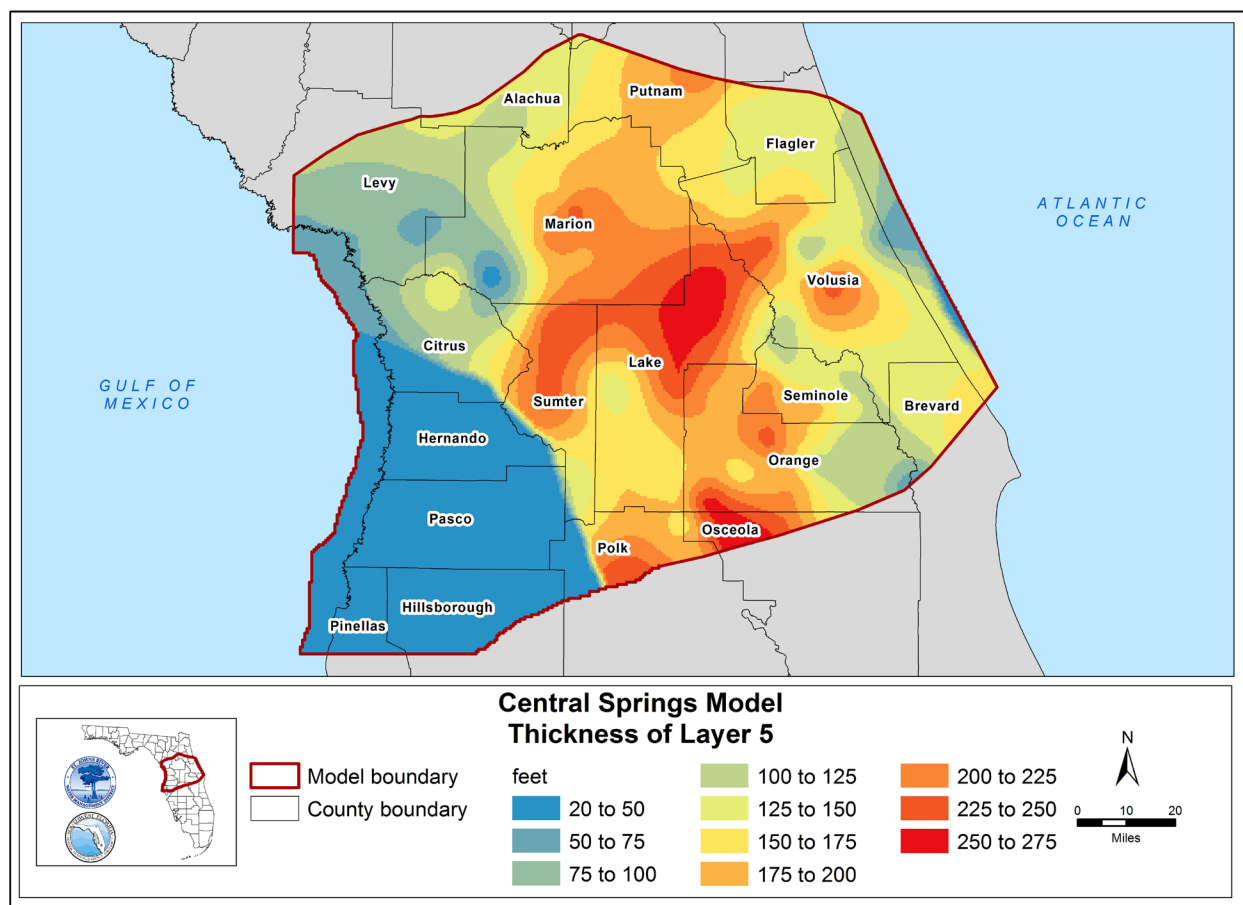 Alachua
Putnam
Flagler
Levy
Marion
ATLANTIC
OCEAN
Volusia
Citrus
Lake
GULF OF
MEXICO
Sumter
Seminole
Brevard
Hernando
Orange
Pasco
Osceola
Polk
Hillsborough
Pinellas
Central Springs Model
Thickness of Layer 5
Model boundary
County boundary
feet
20 to 50
50 to 75
75 to 100
100 to 125
125 to 150
150 to 175
175 to 200
200 to 225
225 to 250
250 to 275
N
0 10 20
Miles